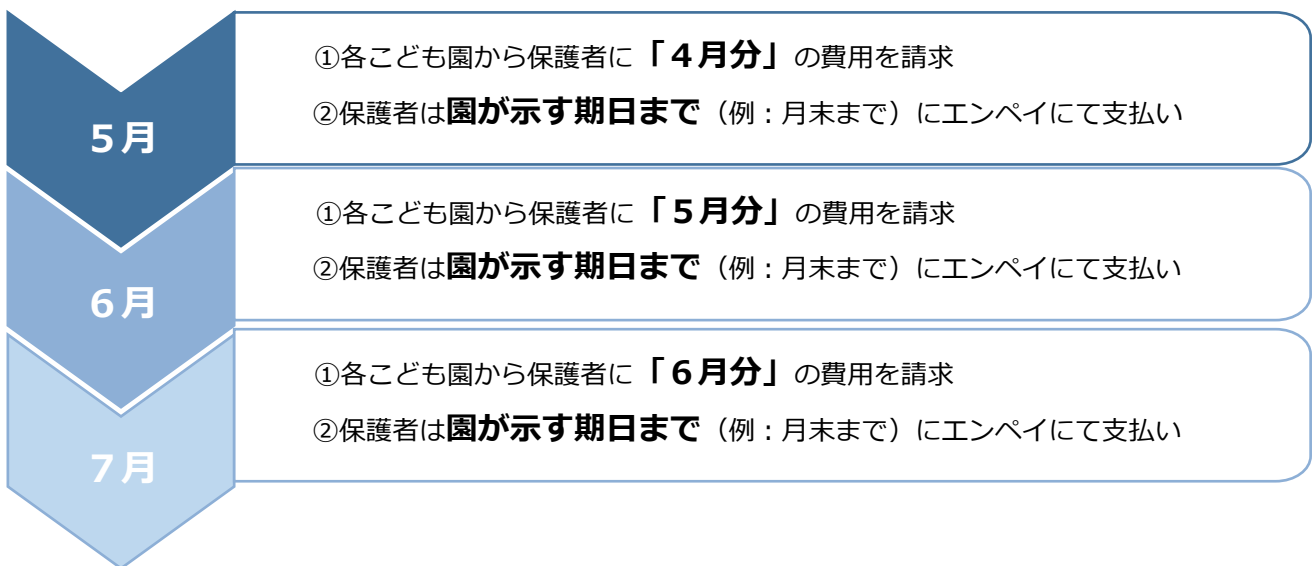 5月
①各こども園から保護者に「４月分」の費用を請求
②保護者は園が示す期日まで（例：月末まで）にエンペイにて支払い
6月
①各こども園から保護者に「５月分」の費用を請求
②保護者は園が示す期日まで（例：月末まで）にエンペイにて支払い
7月
①各こども園から保護者に「６月分」の費用を請求
②保護者は園が示す期日まで（例：月末まで）にエンペイにて支払い